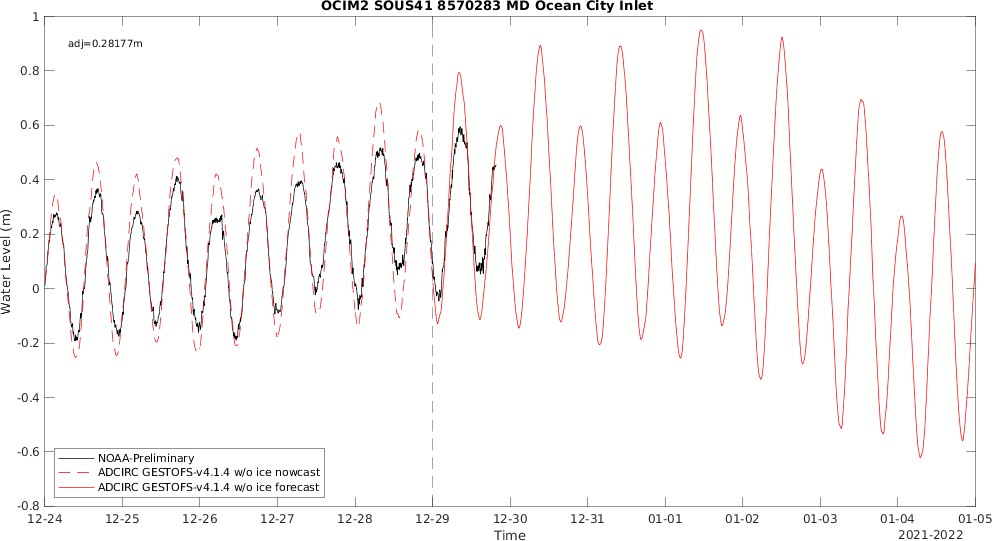 OCIM2 SOUS41 8570283 MD Ocean City Inlet
adj=0.28177m
Water Level (m)
1
0.8
0.6
0.4
0.2
0
-0.2
-0.4
-0.6
-0.8
NOAA-Preliminary
ADCIRC GESTOFS-v4.1.4 w/o ice nowcast
ADCIRC GESTOFS-v4.1.4 w/o ice forecast
12-24 12-25 12-26 12-27 12-28 12-29 12-30 12-31 01-01 01-02 01-03 01-04 01-05
Time
2021-2022